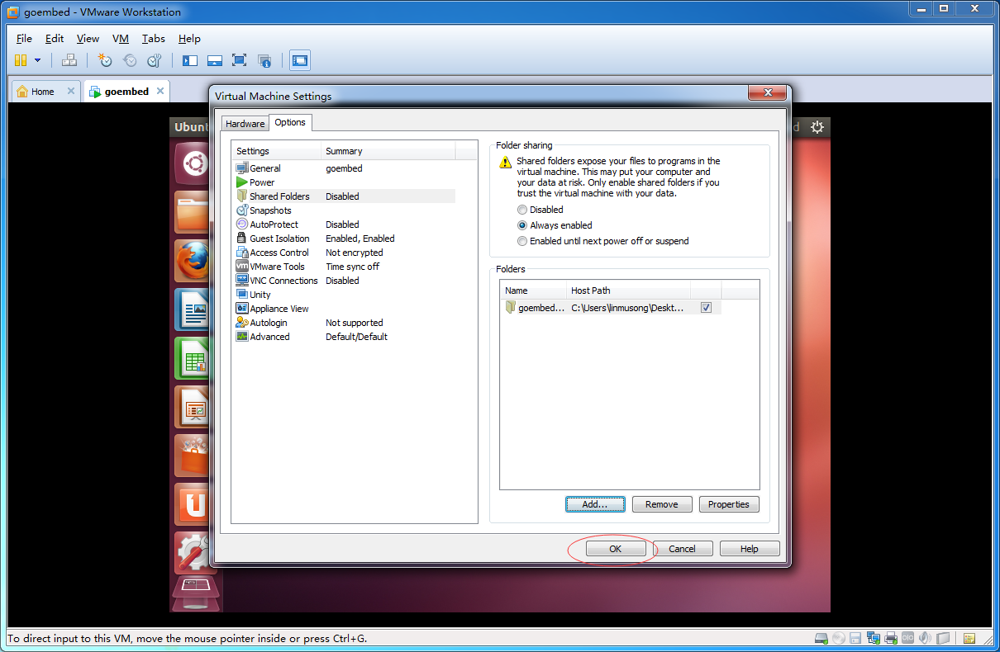 goembed - VMware Workstation
File Edit View VM Tabs Help
Home goembed
Virtual Machine Settings
Ubunt
Hardware Options
Settings Summary
General goembed
Power
Shared Folders Disabled
Snapshots
AutoProtect Disabled
Guest Isolation Enabled, Enabled
Access Control Not encrypted
VMware Tools Time sync off
VNC Connections Disabled
Unity
Appliance View
Autologin Not supported
Advanced Default/Default
Folder sharing
Shared folders expose your files to programs in the
virtual machine. This may put your computer and
your data at risk. Only enable shared folders if you
trust the virtual machine with your data.
Disabled
Always enabled
Enabled until next power off or suspend
Folders
Name Host Path
goembed... C:\Users\linmusong\Deskt...
Add... Remove Properties
OK Cancel Help
To direct input to this VM, move the mouse pointer inside or press Ctrl+G.